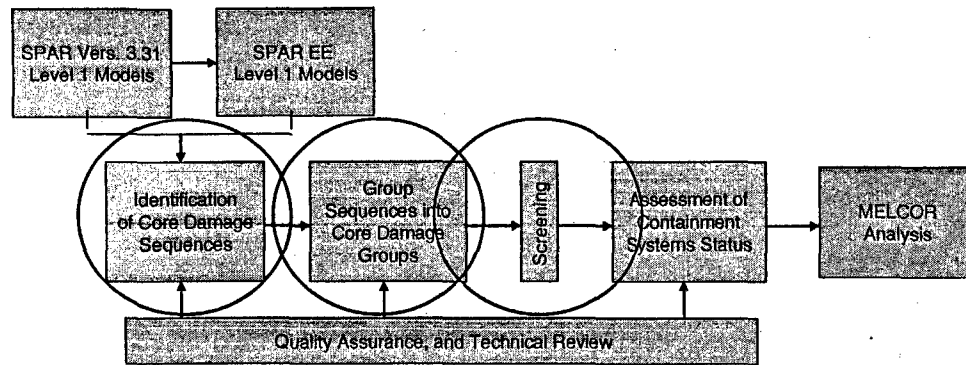 SPAR Vers. 3.31
Level 1 Models
SPAR EE
Level 1 Models
Identification
of Core Damage
Sequences
Group
Sequences into
Core Damage
Groups
Screening
Assessment of
Containment
Systems Status
MELCOR
Analysis
Quality Assurance, and Technical Review